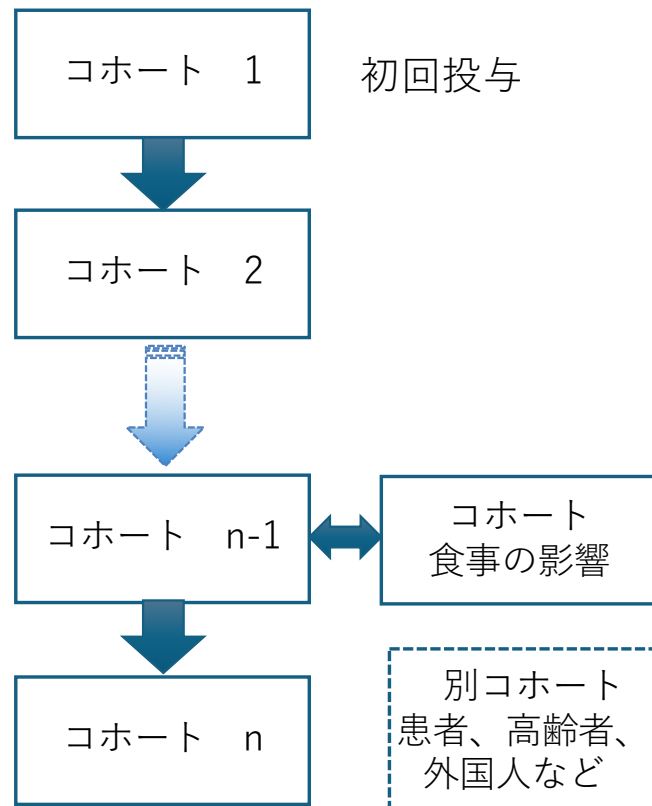 コホート　1
初回投与
コホート　2
コホート　n-1
コホート
食事の影響
コホート　n
別コホート
患者、高齢者、
外国人など